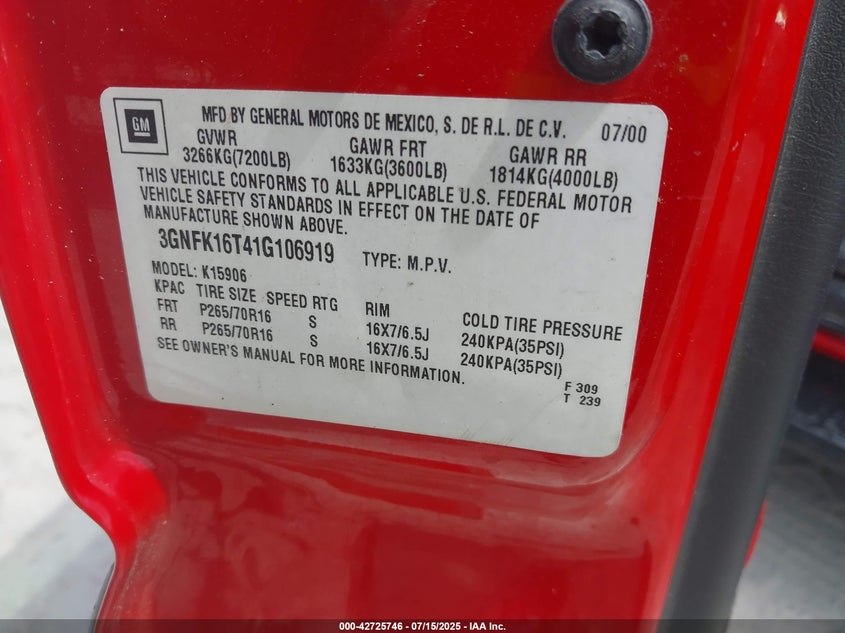 GM
MFD BY GENERAL MOTORS DE MEXICO, S. DE R.L. DE C.V. 07/00
GVWR GAWR FRT GAWR RR
3266KG(7200LB) 1633KG(3600LB) 1814KG(4000LB)
THIS VEHICLE CONFORMS TO ALL APPLICABLE U.S. FEDERAL MOTOR
VEHICLE SAFETY STANDARDS IN EFFECT ON THE DATE OF
MANUFACTURE SHOWN ABOVE.
3GNFK16T41G106919 TYPE: M.P.V.
MODEL: K15906
KPAC TIRE SIZE SPEED RTG RIM COLD TIRE PRESSURE
FRT P265/70R16 S 16X7/6.5J 240KPA(35PSI)
RR P265/70R16 S 16X7/6.5J 240KPA(35PSI)
SEE OWNER'S MANUAL FOR MORE INFORMATION.
F 309
T 239
000-42725746 - 07/15/2025 - IAA Inc.